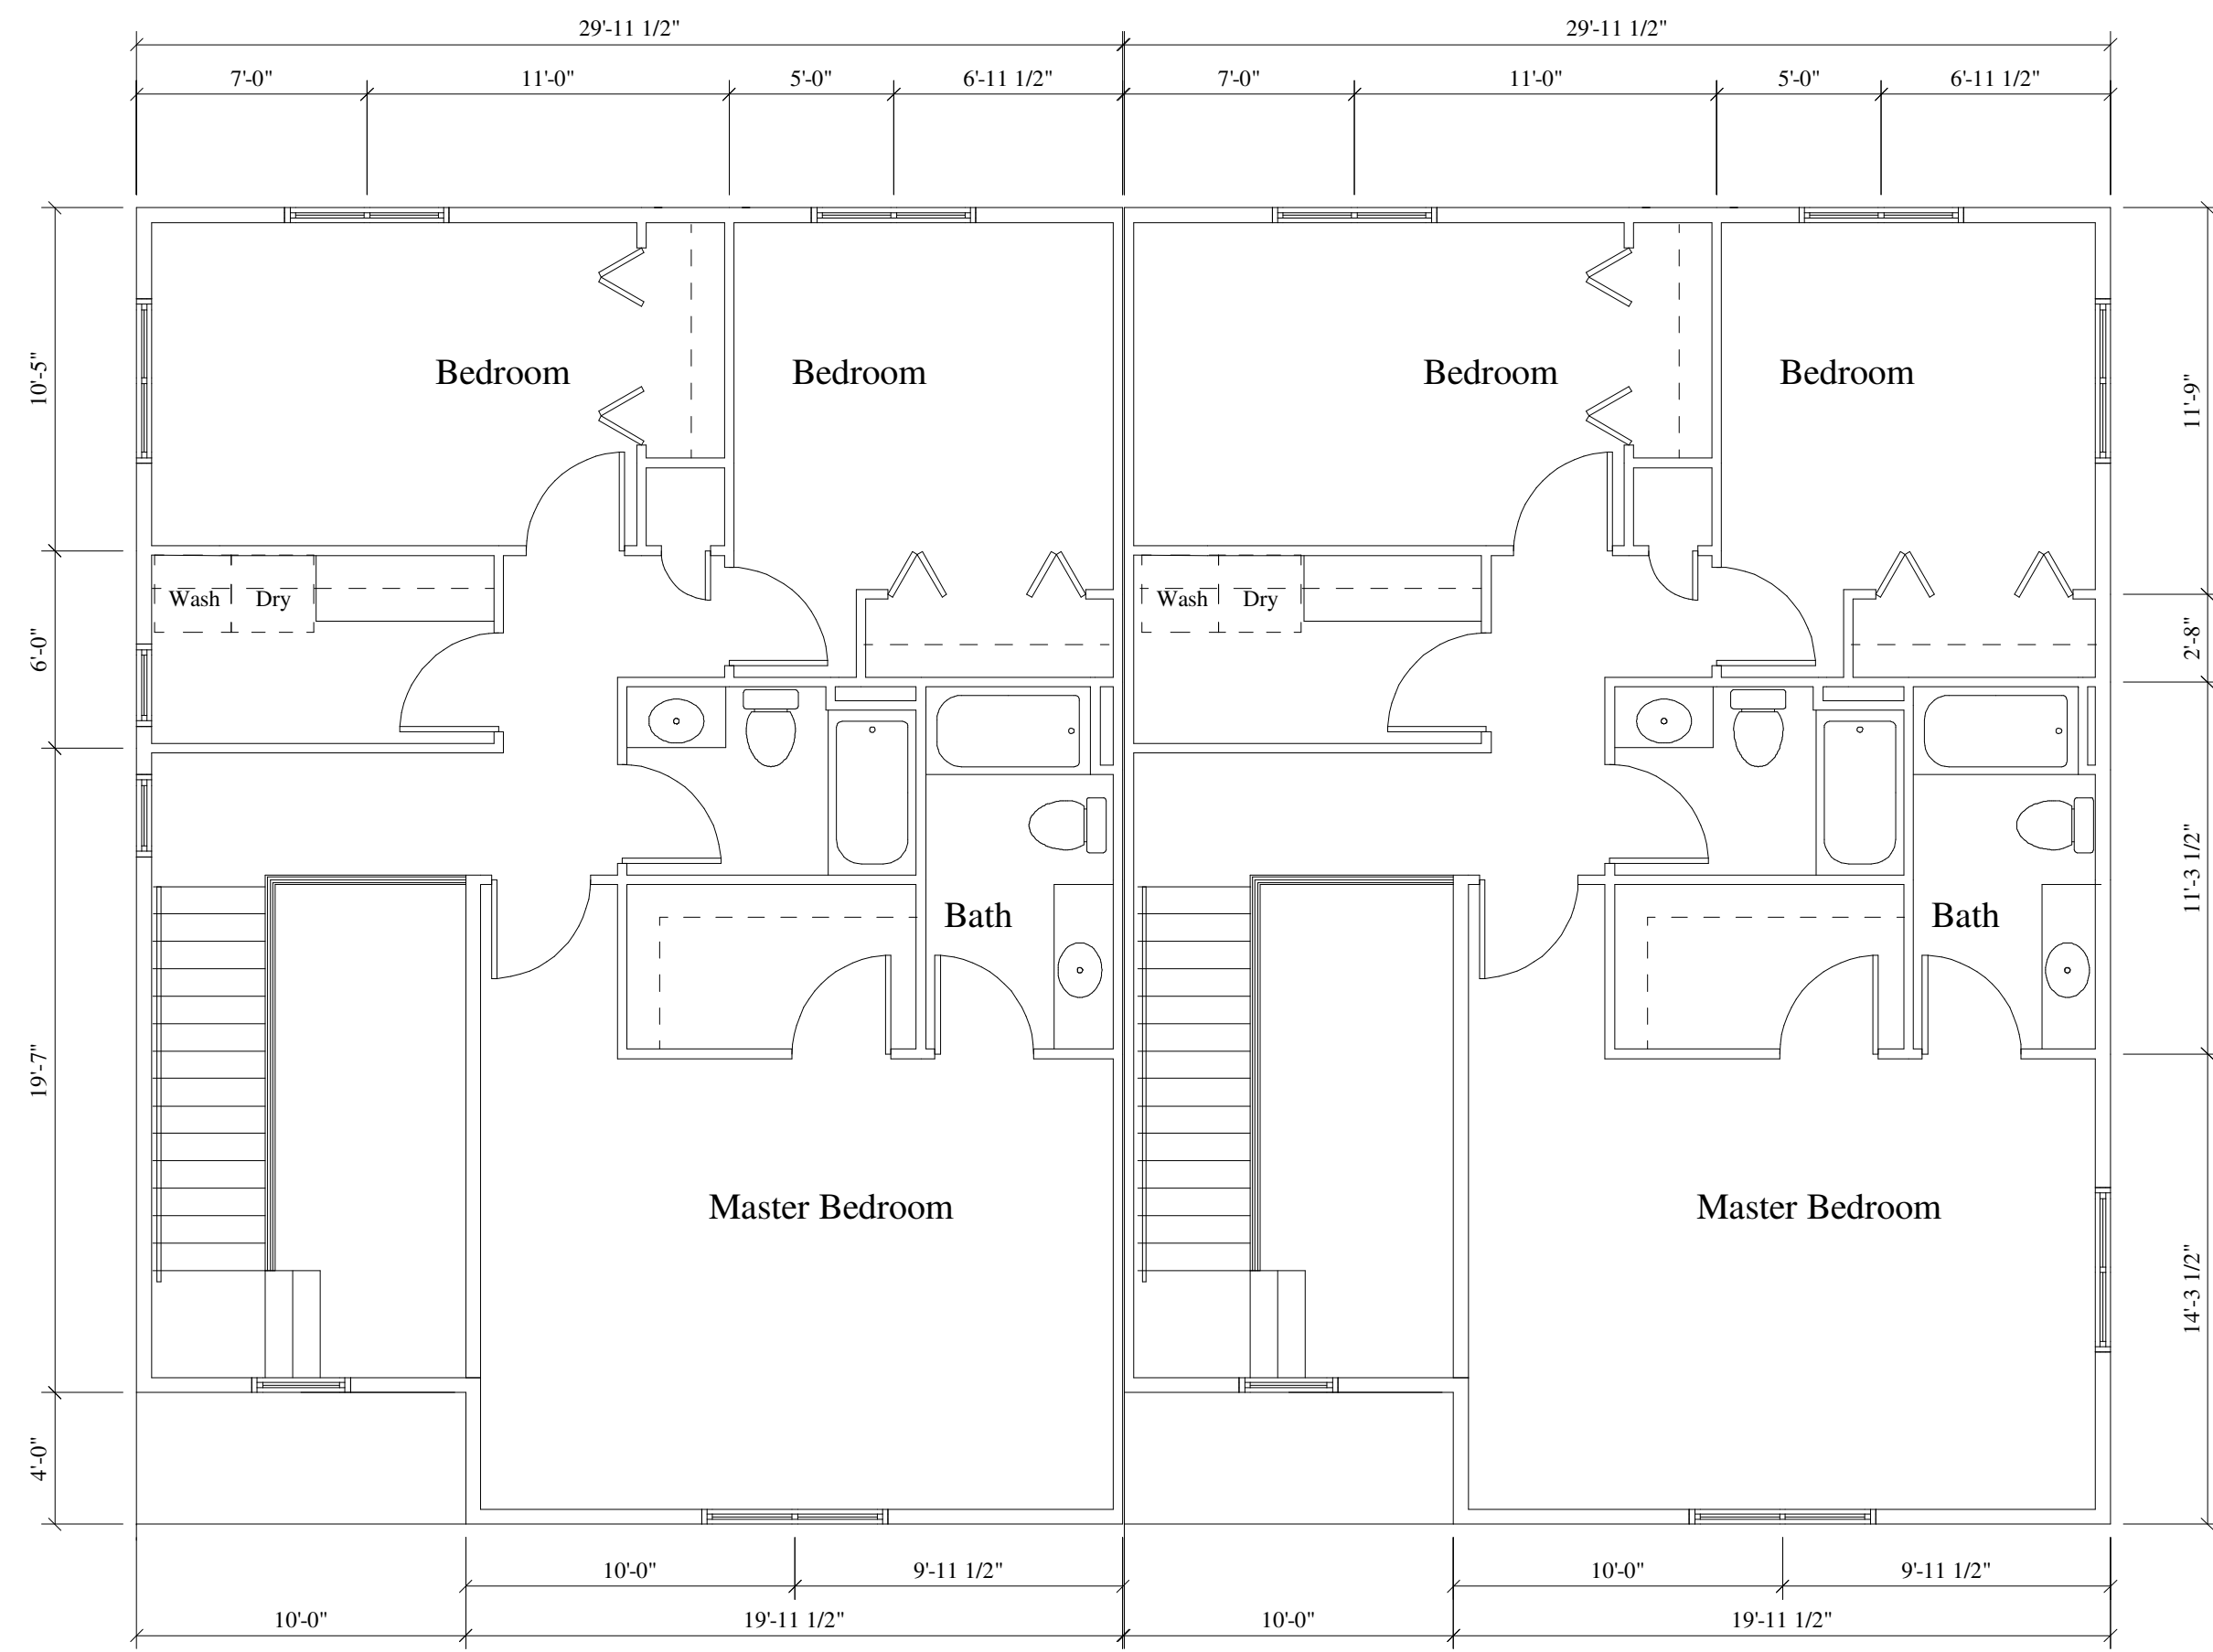 29'-11 1/2"
29'-11 1/2"
7'-0"
11'-0"
5'-0"
6'-11 1/2"
7'-0"
11'-0"
5'-0"
6'-11 1/2"
10'-5"
Bedroom
Bedroom
Bedroom
Bedroom
11'-9"
Wash
Dry
Wash
Dry
6'-0"
2'-8"
Bath
Bath
11'-3 1/2"
19'-7"
Master Bedroom
Master Bedroom
14'-3 1/2"
4'-0"
10'-0"
9'-11 1/2"
10'-0"
9'-11 1/2"
10'-0"
19'-11 1/2"
10'-0"
19'-11 1/2"